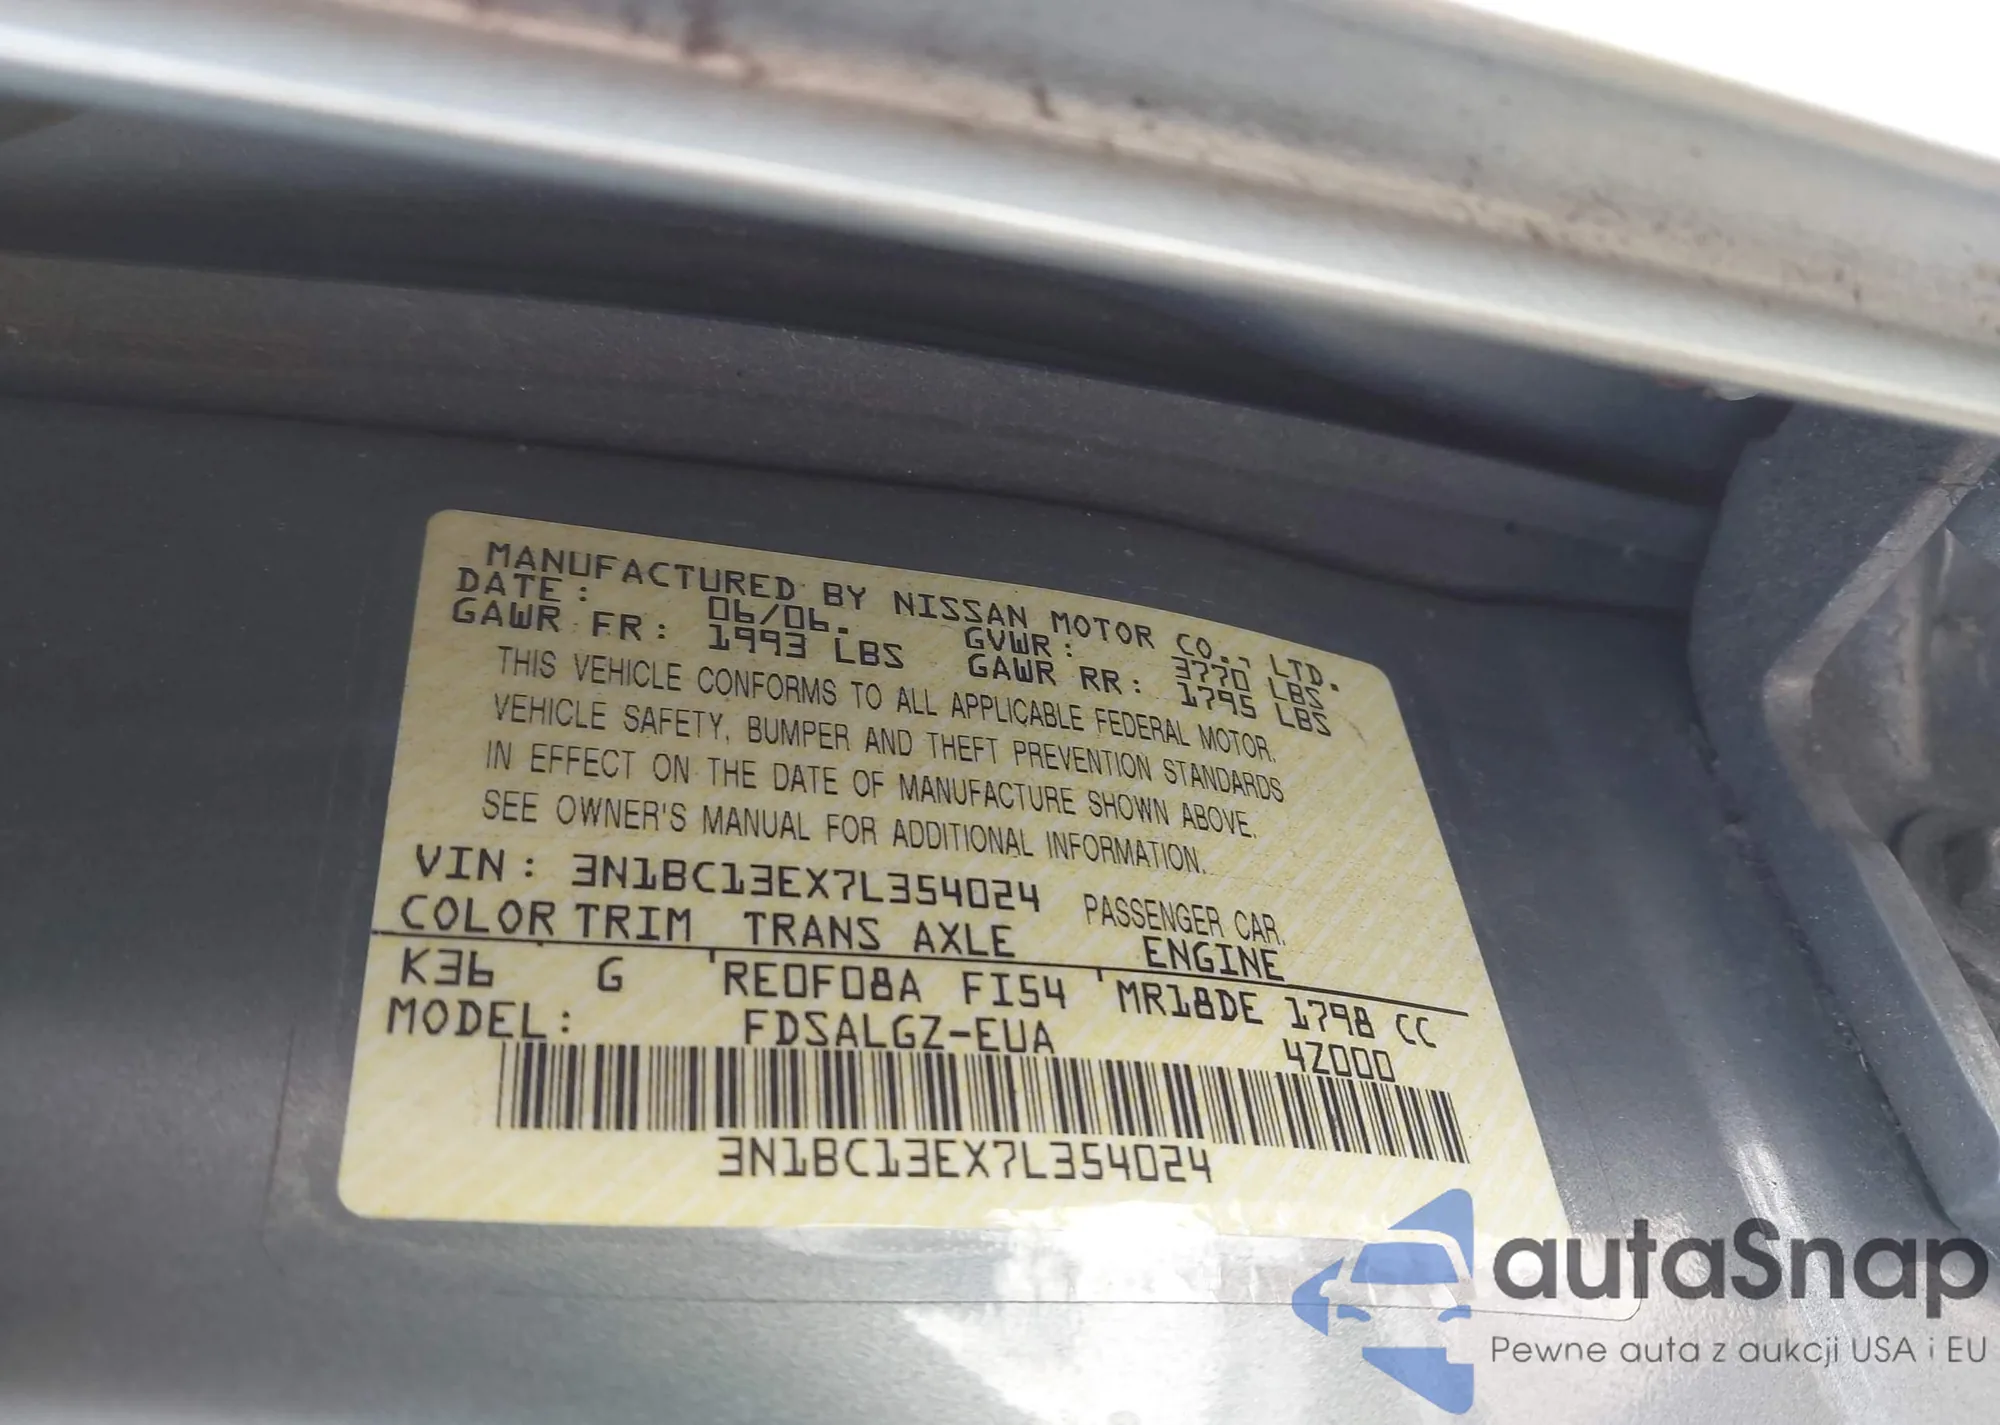 MANUFACTURED BY NISSAN MOTOR CO., LTD.
DATE: 06/06. GVWR: 3770 LBS
GAWR FR: 1993 LBS GAWR RR: 1795 LBS
THIS VEHICLE CONFORMS TO ALL APPLICABLE FEDERAL MOTOR.
VEHICLE SAFETY, BUMPER AND THEFT PREVENTION STANDARDS
IN EFFECT ON THE DATE OF MANUFACTURE SHOWN ABOVE.
SEE OWNER'S MANUAL FOR ADDITIONAL INFORMATION.
VIN: 3N1BC13EX7L354024 PASSENGER CAR.
COLOR TRIM TRANS AXLE ENGINE
K36 G RE0F08A FI54 MR18DE 1798 CC
MODEL: FDSALGZ-EUA 4Z000
3N1BC13EX7L354024
autaSnap
Pewne auta z aukcji USA i EU